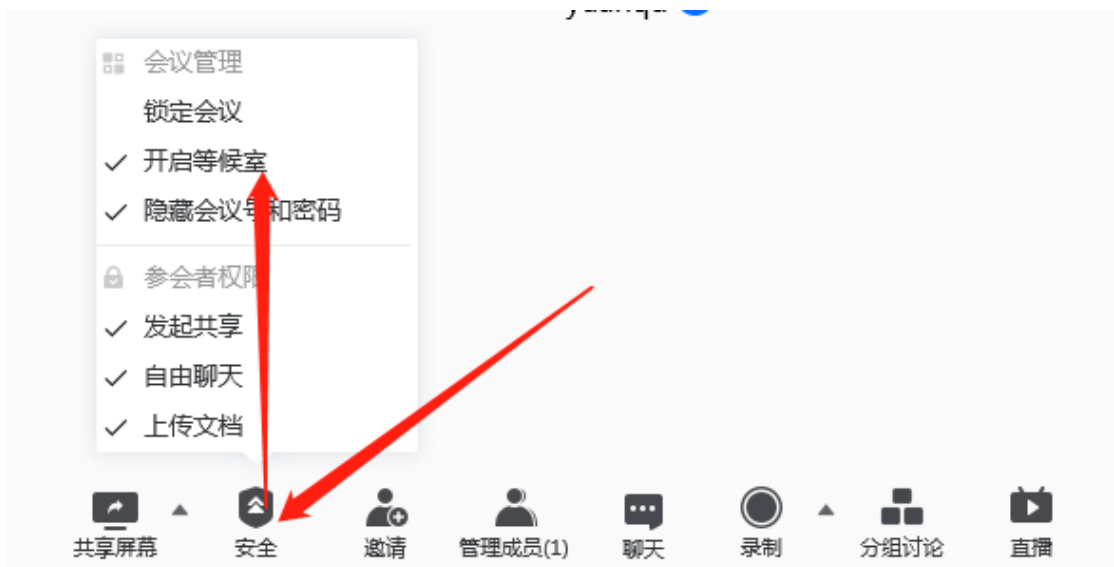 会议管理
锁定会议
开启等候室
隐藏会议号和密码
参会者权限
发起共享
自由聊天
上传文档
共享屏幕 安全 邀请 管理成员(1) 聊天 录制 分组讨论 直播